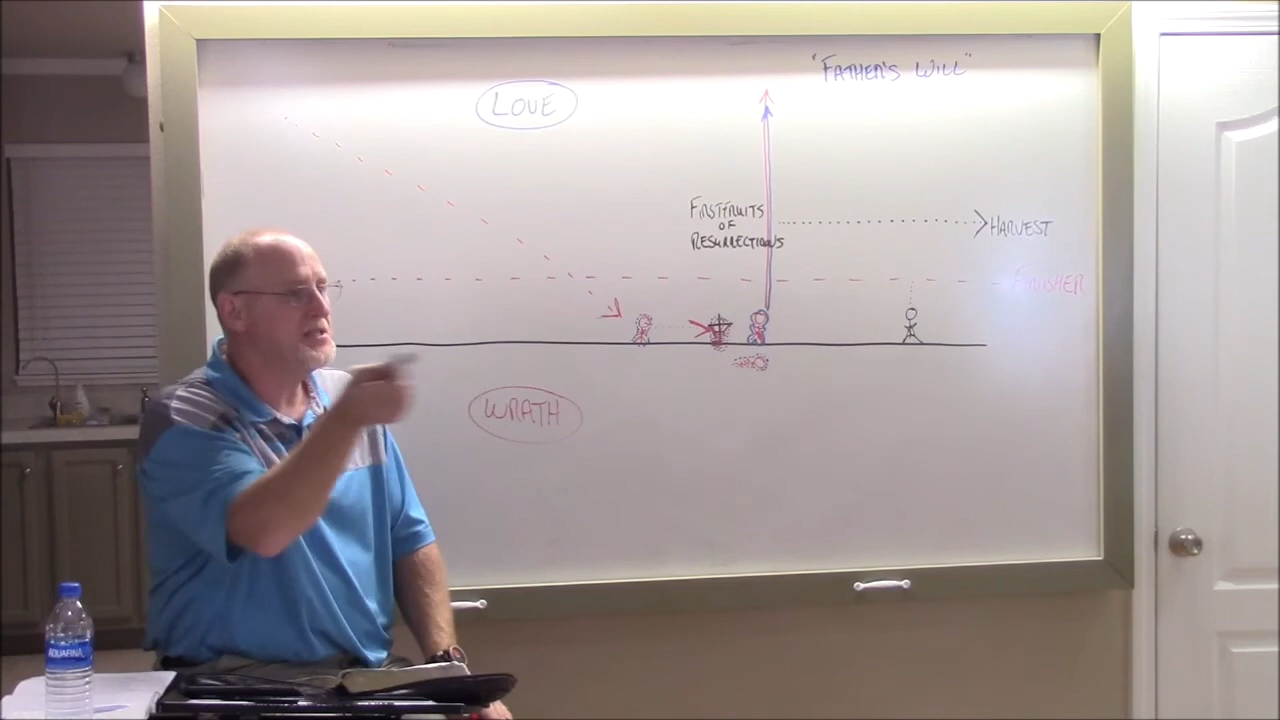 "FATHER'S WILL"
LOVE
FIRSTFRUITS
OF
RESURRECTIONS
HARVEST
FINISHER
WRATH
AQUAFINA